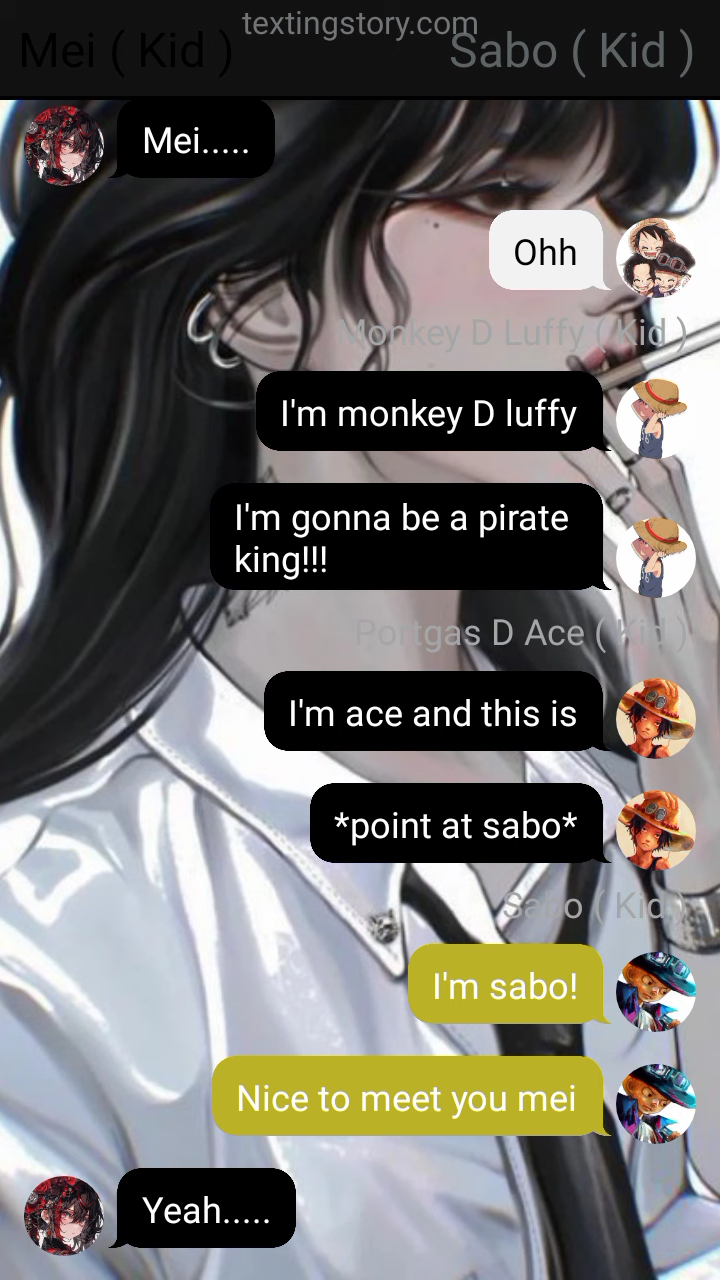 textingstory.com
Mei ( Kid )
Sabo ( Kid )
Mei.....
Ohh
Monkey D Luffy ( Kid )
I'm monkey D luffy
I'm gonna be a pirate
king!!!
Portgas D Ace ( Kid )
I'm ace and this is
*point at sabo*
Sabo ( Kid )
I'm sabo!
Nice to meet you mei
Yeah.....